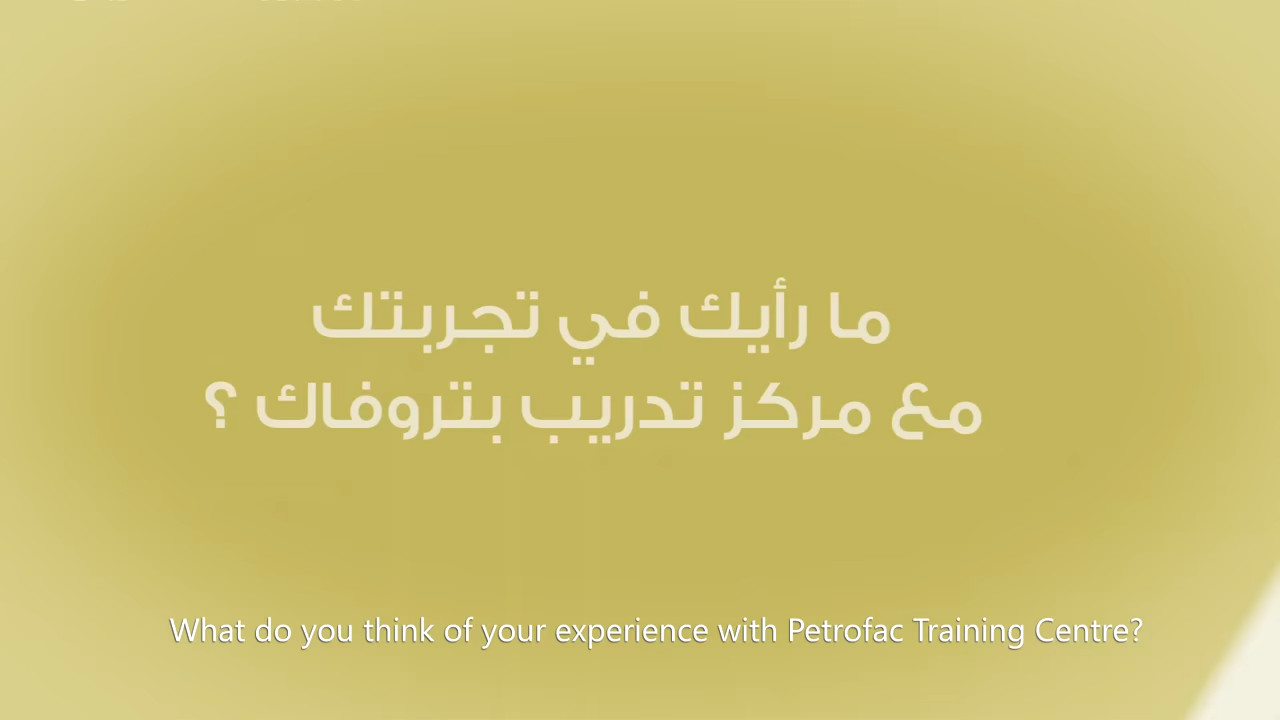 ما رأيك في تجربتك
مع مركز تدريب بتروفاك ؟
What do you think of your experience with Petrofac Training Centre?